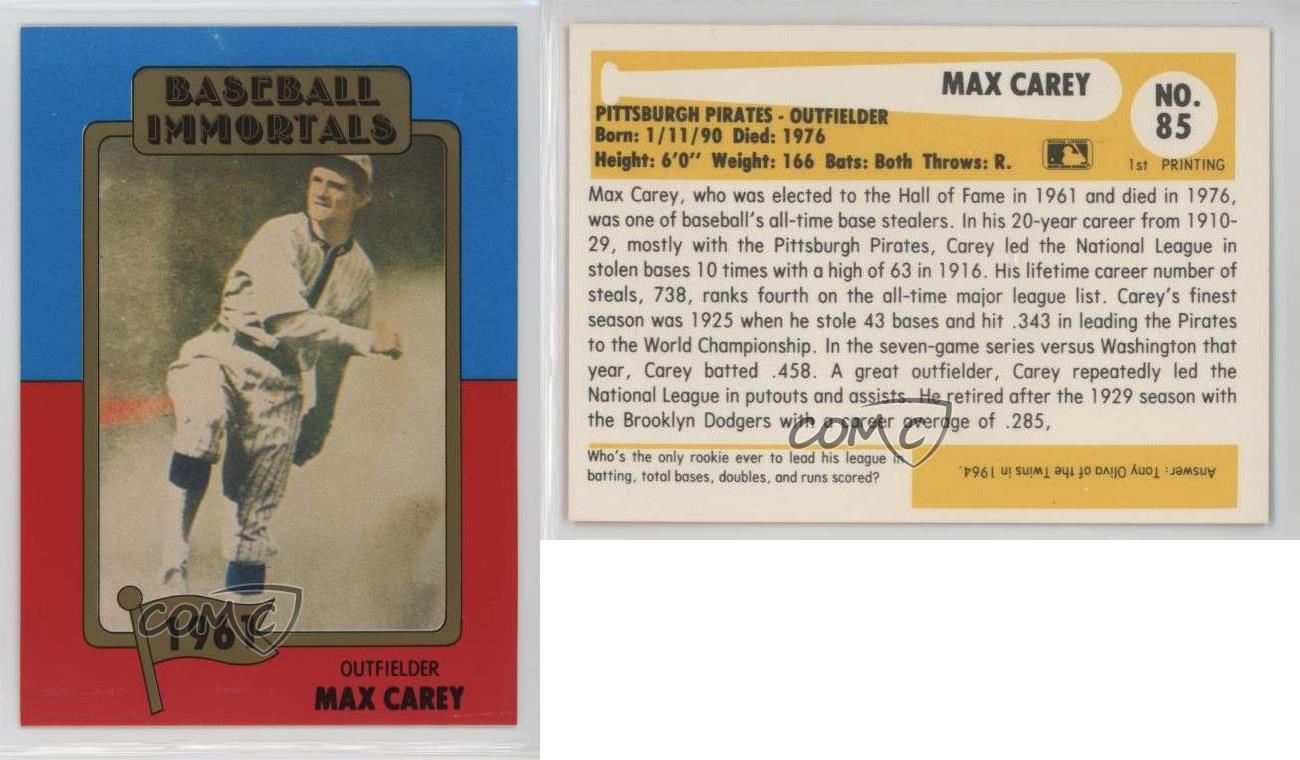 BASEBALL
IMMORTALS
1961
OUTFIELDER
MAX CAREY
COMC
MAX CAREY
NO.
85
PITTSBURGH PIRATES - OUTFIELDER
Born: 1/11/90 Died: 1976
Height: 6'0" Weight: 166 Bats: Both Throws: R.
1st PRINTING
Max Carey, who was elected to the Hall of Fame in 1961 and died in 1976,
was one of baseball's all-time base stealers. In his 20-year career from 1910-
29, mostly with the Pittsburgh Pirates, Carey led the National League in
stolen bases 10 times with a high of 63 in 1916. His lifetime career number of
steals, 738, ranks fourth on the all-time major league list. Carey's finest
season was 1925 when he stole 43 bases and hit .343 in leading the Pirates
to the World Championship. In the seven-game series versus Washington that
year, Carey batted .458. A great outfielder, Carey repeatedly led the
National League in putouts and assists. He retired after the 1929 season with
the Brooklyn Dodgers with a career average of .285,
COMC
Who's the only rookie ever to lead his league in
batting, total bases, doubles, and runs scored?
Answer: Tony Oliva of the Twins in 1964.